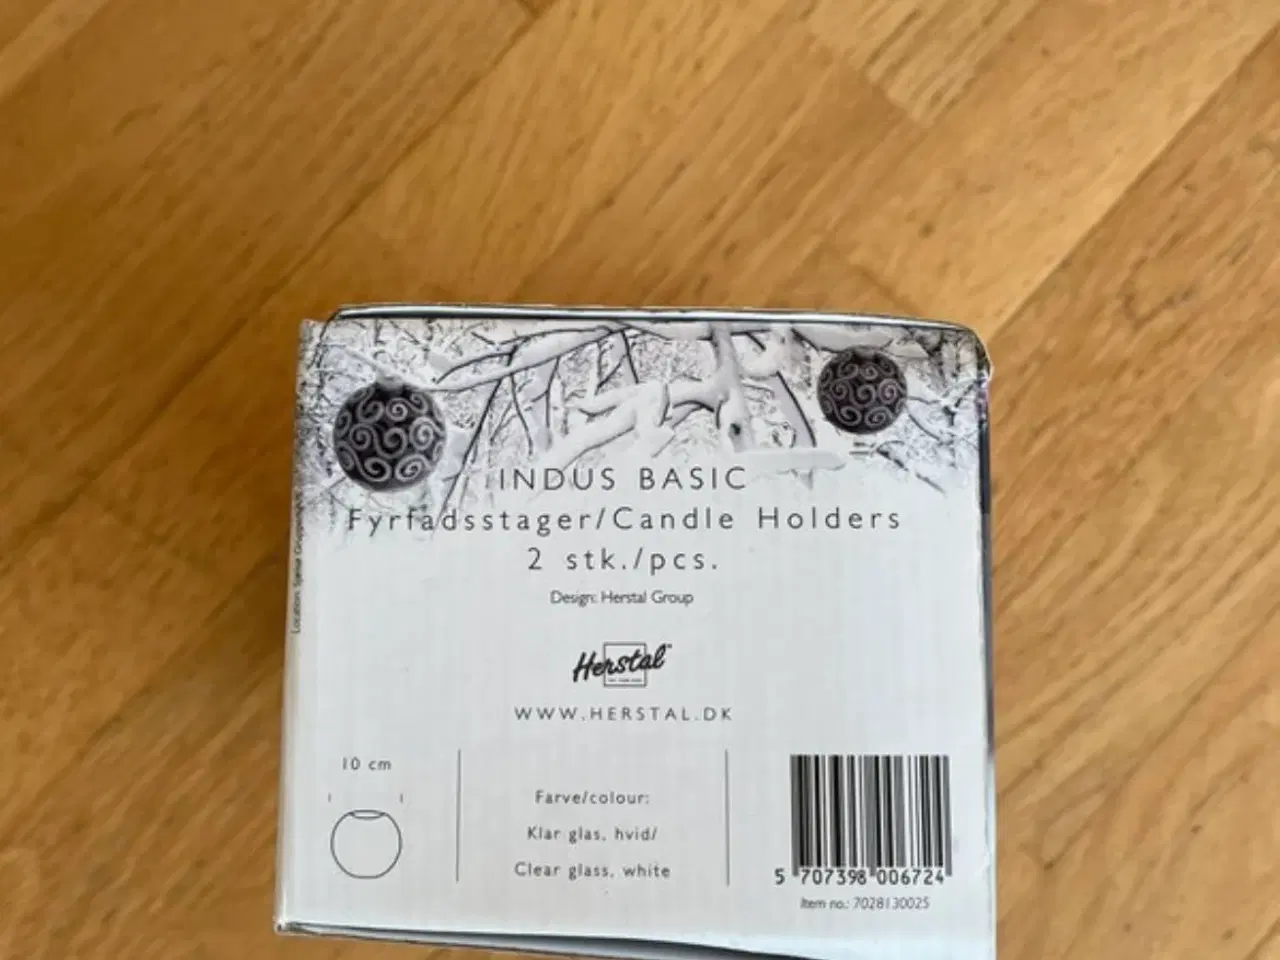 INDUS BASIC
Fyrfadsstager/Candle Holders
2 stk./pcs.
Design: Herstal Group
Herstal
WWW.HERSTAL.DK
10 cm
Farve/colour:
Klar glas, hvid/
Clear glass, white
5 707398 006724
Item no.: 7028130025
Location: